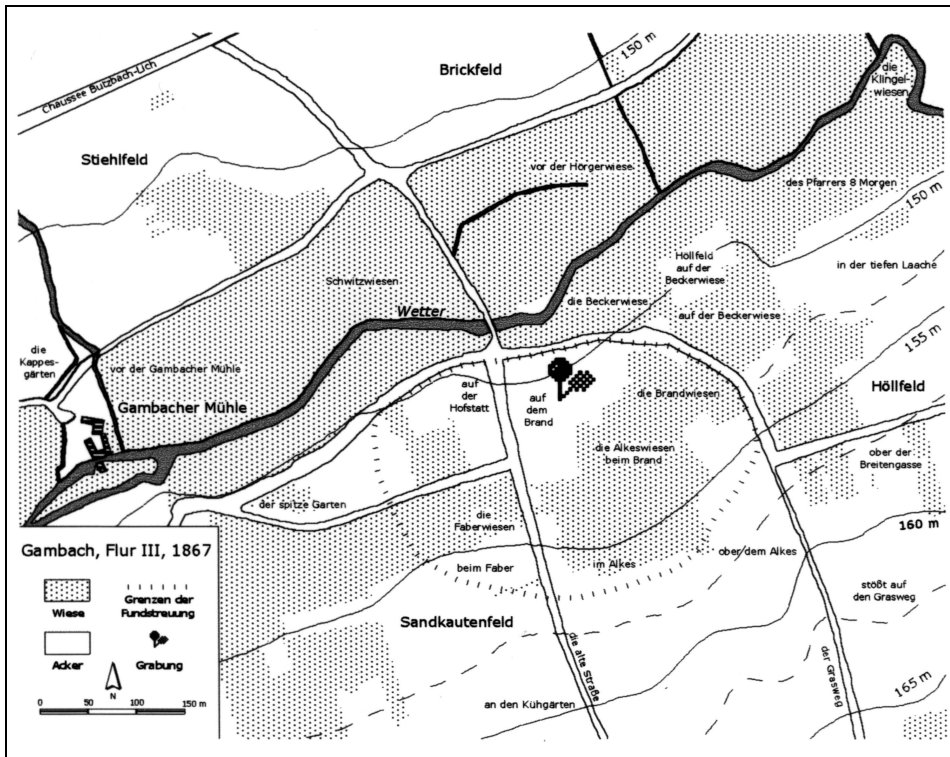 150 m
Brickfeld
die
Klingel-
wiesen
Chaussee Butzbach-Lich
Stiehlfeld
vor der Hörgerwiese
des Pfarrers 8 Morgen
150 m
Höllfeld
auf der
Beckerwiese
in der tiefen Laache
Schwitzwiesen
die Beckerwiese
Wetter
auf der Beckerwiese
155 m
die
Kappes-
gärten
vor der Gambacher Mühle
Gambacher Mühle
auf
der
Hofstatt
auf
dem
Brand
die Brandwiesen
Höllfeld
die Alkeswiesen
beim Brand
ober der
Breitengasse
der spitze Garten
die
Faberwiesen
160 m
beim Faber
im Alkes
ober dem Alkes
stößt auf
den Grasweg
Sandkautenfeld
die alte Straße
der Grasweg
165 m
an den Kühgärten
Gambach, Flur III, 1867
Wiese
Grenzen der
Fundstreuung
Acker
N
Grabung
0 50 100 150 m